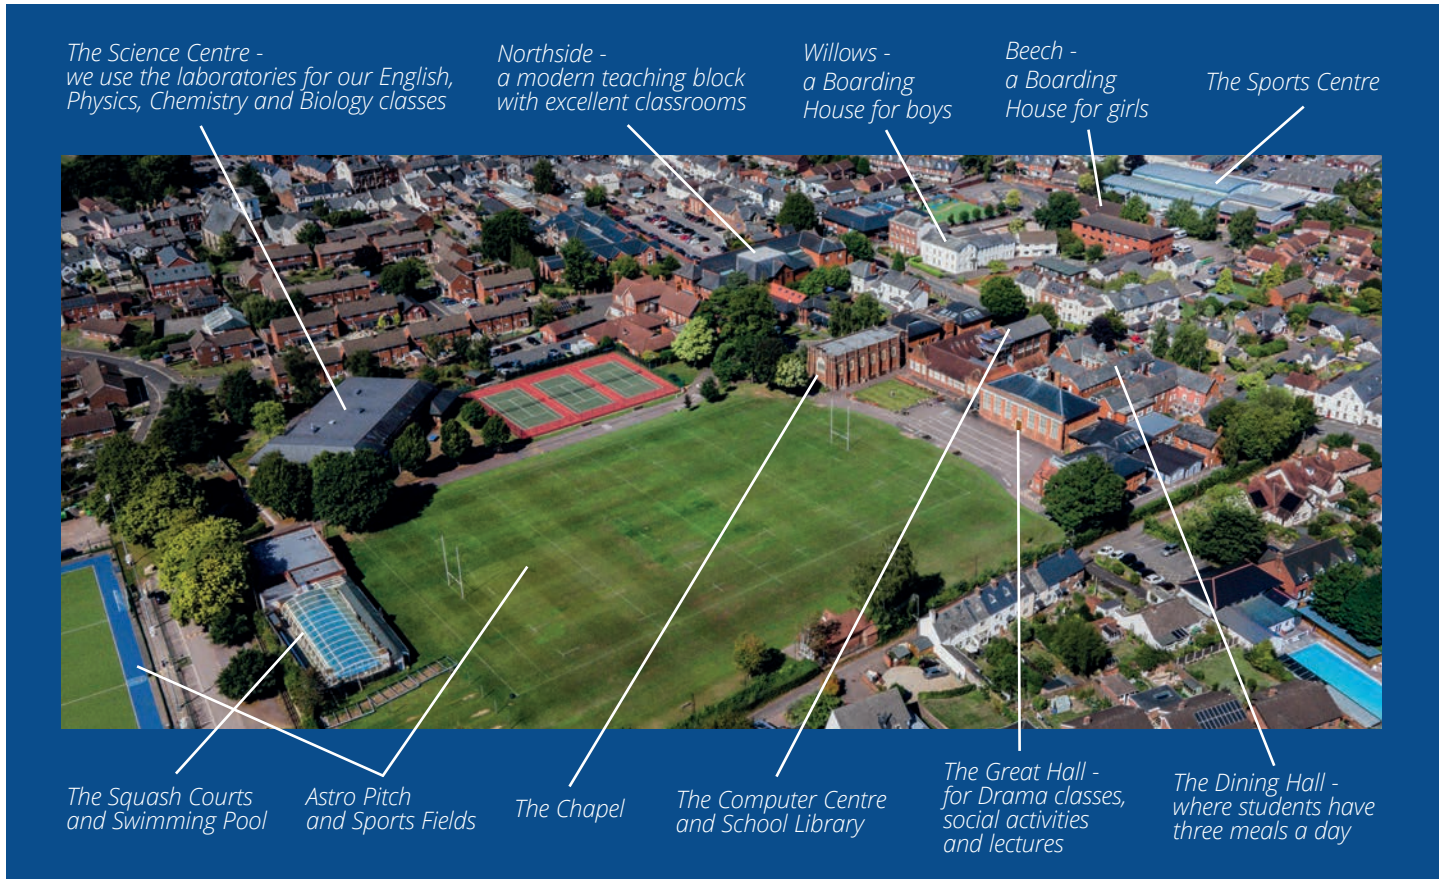 The Science Centre -
we use the laboratories for our English,
Physics, Chemistry and Biology classes
Northside -
a modern teaching block
with excellent classrooms
Willows -
a Boarding
House for boys
Beech -
a Boarding
House for girls
The Sports Centre
The Squash Courts
and Swimming Pool
Astro Pitch
and Sports Fields
The Chapel
The Computer Centre
and School Library
The Great Hall -
for Drama classes,
social activities
and lectures
The Dining Hall -
where students have
three meals a day